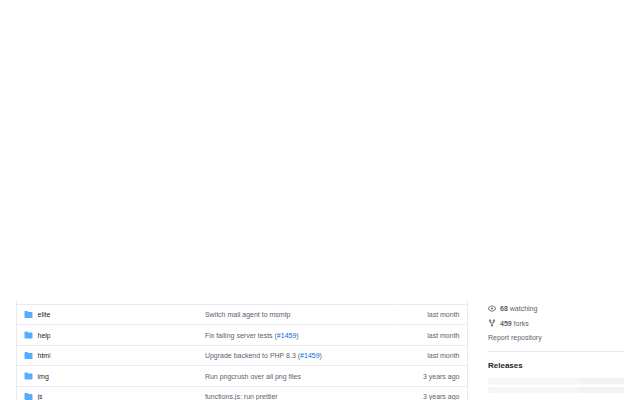 elite Switch mail agent to msmtp last month
help Fix failing server tests (#1459) last month
html Upgrade backend to PHP 8.3 (#1459) last month
img Run pngcrush over all png files 3 years ago
js functions.js: run prettier 3 years ago
68 watching
459 forks
Report repository
Releases